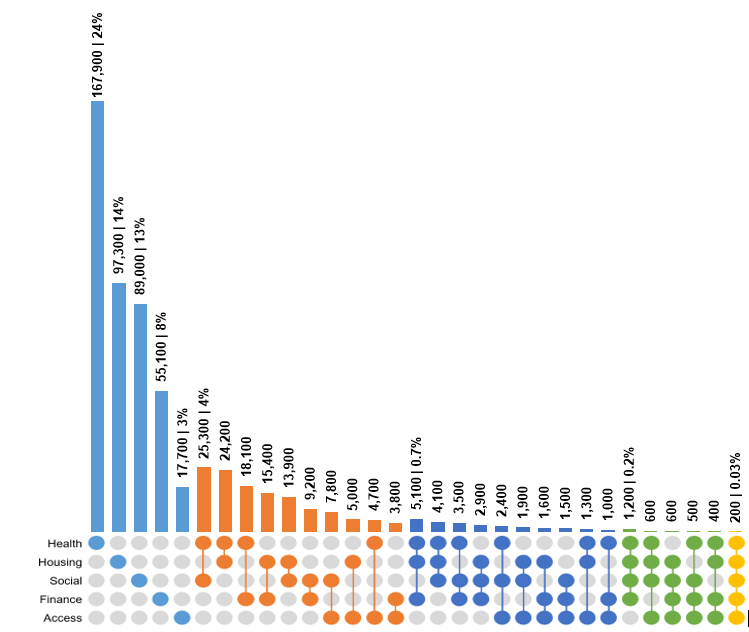 167,900 | 24%
97,300 | 14%
89,000 | 13%
55,100 | 8%
17,700 | 3%
25,300 | 4%
24,200
18,100
15,400
13,900
9,200
7,800
5,000
4,700
3,800
5,100 | 0.7%
4,100
3,500
2,900
2,400
1,900
1,600
1,500
1,300
1,000
1,200 | 0.2%
600
600
500
400
200 | 0.03%
Health
Housing
Social
Finance
Access